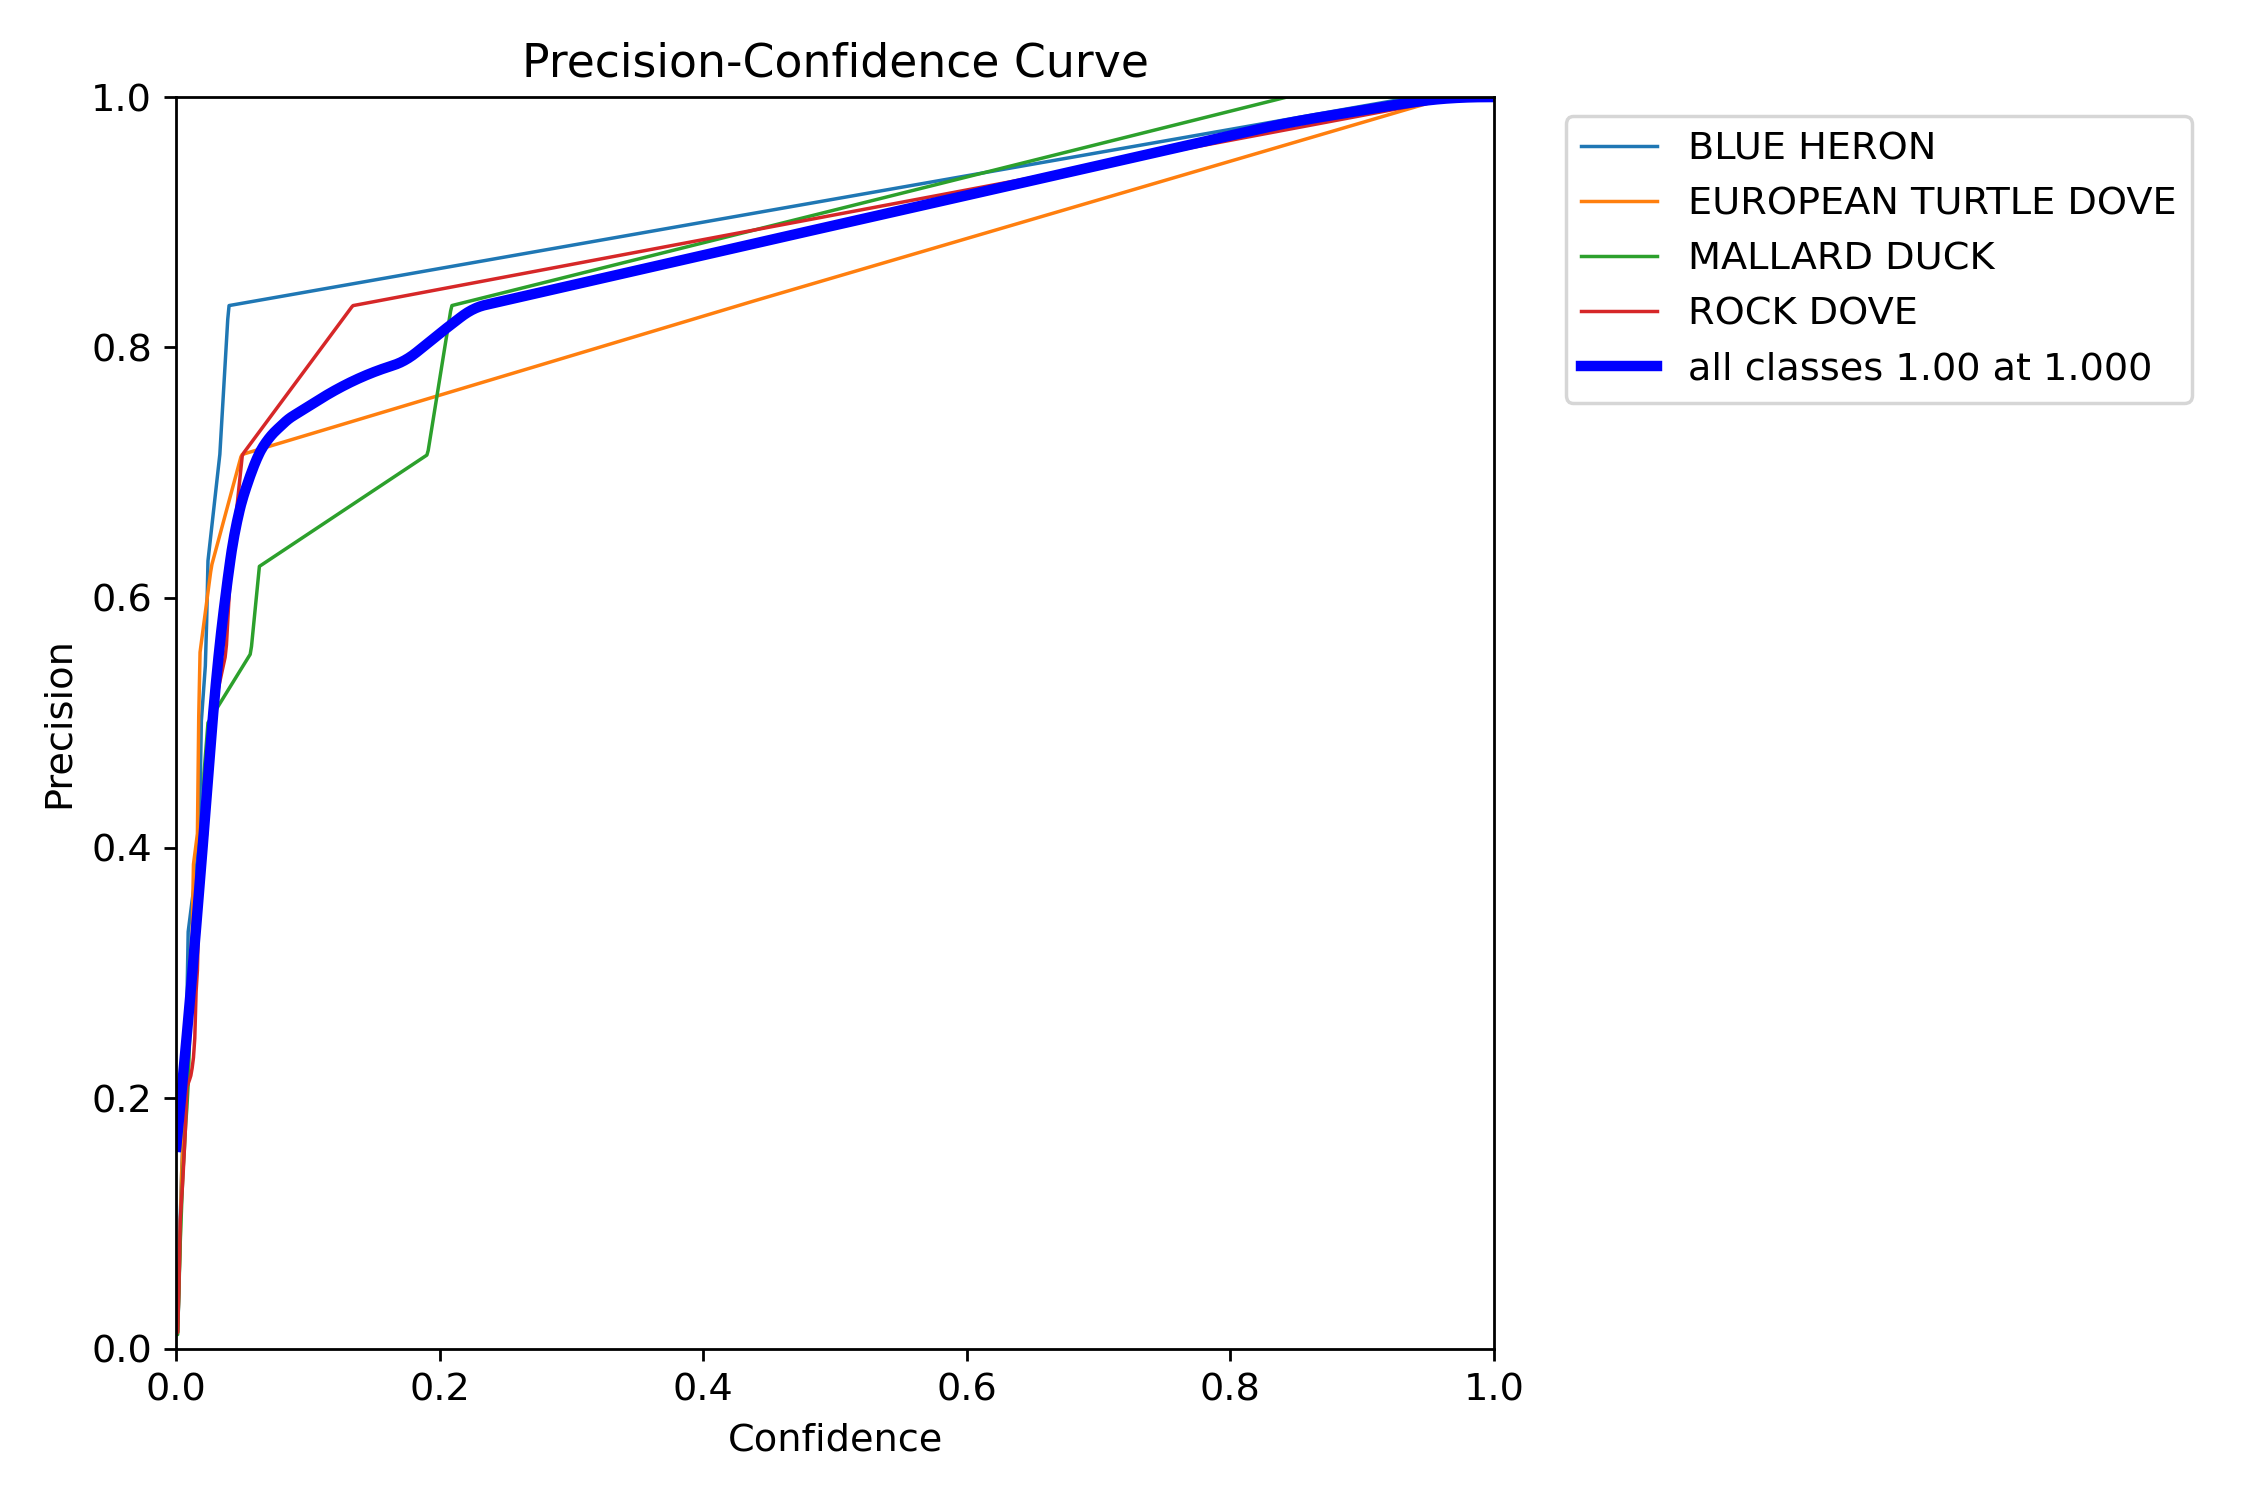 Precision-Confidence Curve
1.0
0.8
0.6
0.4
0.2
0.0
Precision
0.0 0.2 0.4 0.6 0.8 1.0
Confidence
BLUE HERON
EUROPEAN TURTLE DOVE
MALLARD DUCK
ROCK DOVE
all classes 1.00 at 1.000